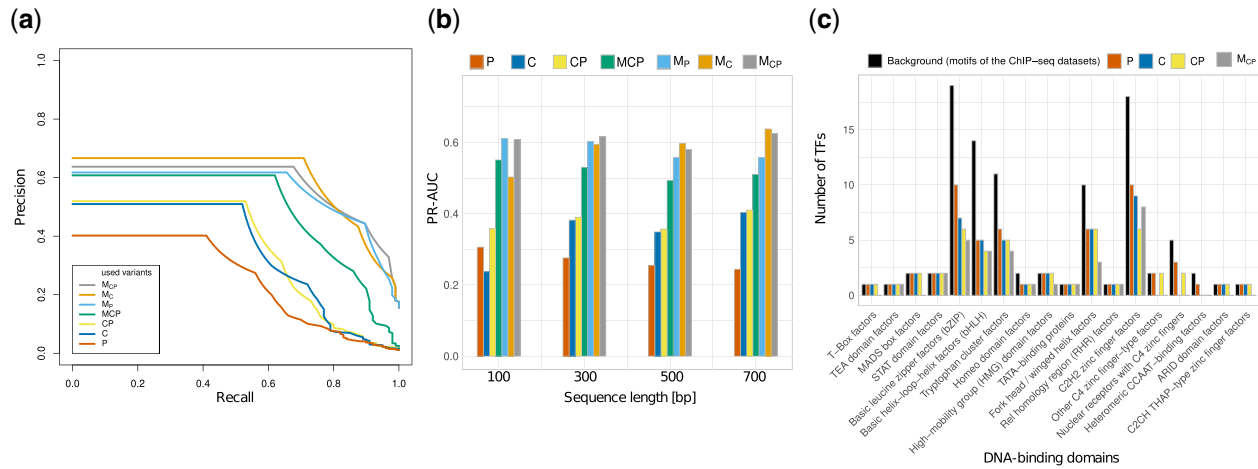 (a)
1.0
0.8
0.6
0.4
0.2
0.0
Precision
used variants
M_CP
M_C
M_P
MCP
CP
C
P
0.0 0.2 0.4 0.6 0.8 1.0
Recall
(b)
P C CP MCP M_P M_C M_CP
0.6
0.4
0.2
0.0
PR-AUC
100 300 500 700
Sequence length [bp]
(c)
Background (motifs of the ChIP−seq datasets) P C CP M_CP
15
10
5
0
Number of TFs
T−Box factors
TEA domain factors
MADS box factors
STAT domain factors
Basic leucine zipper factors (bZIP)
Basic helix−loop−helix factors (bHLH)
Tryptophan cluster factors
Homeo domain factors
High−mobility group (HMG) domain factors
TATA−binding proteins
Fork head / winged helix factors
Rel homology region (RHR) factors
C2H2 zinc finger factors
Other C4 zinc finger−type factors
Nuclear receptors with C4 zinc fingers
Heteromeric CCAAT−binding factors
ARID domain factors
C2CH THAP−type zinc finger factors
DNA-binding domains